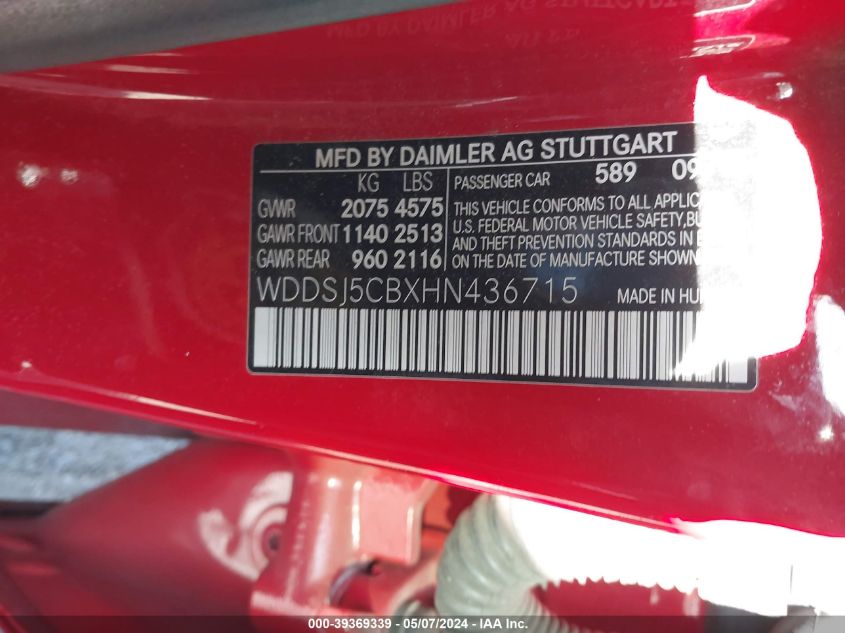 MFD BY DAIMLER AG STUTTGART
KG LBS
GVWR 2075 4575
GAWR FRONT 1140 2513
GAWR REAR 960 2116
PASSENGER CAR 589 09
THIS VEHICLE CONFORMS TO ALL APPLIC
U.S. FEDERAL MOTOR VEHICLE SAFETY, BU
AND THEFT PREVENTION STANDARDS IN E
ON THE DATE OF MANUFACTURE SHOWN
WDDSJ5CBXHN436715 MADE IN HU
000-39369339 - 05/07/2024 - IAA Inc.